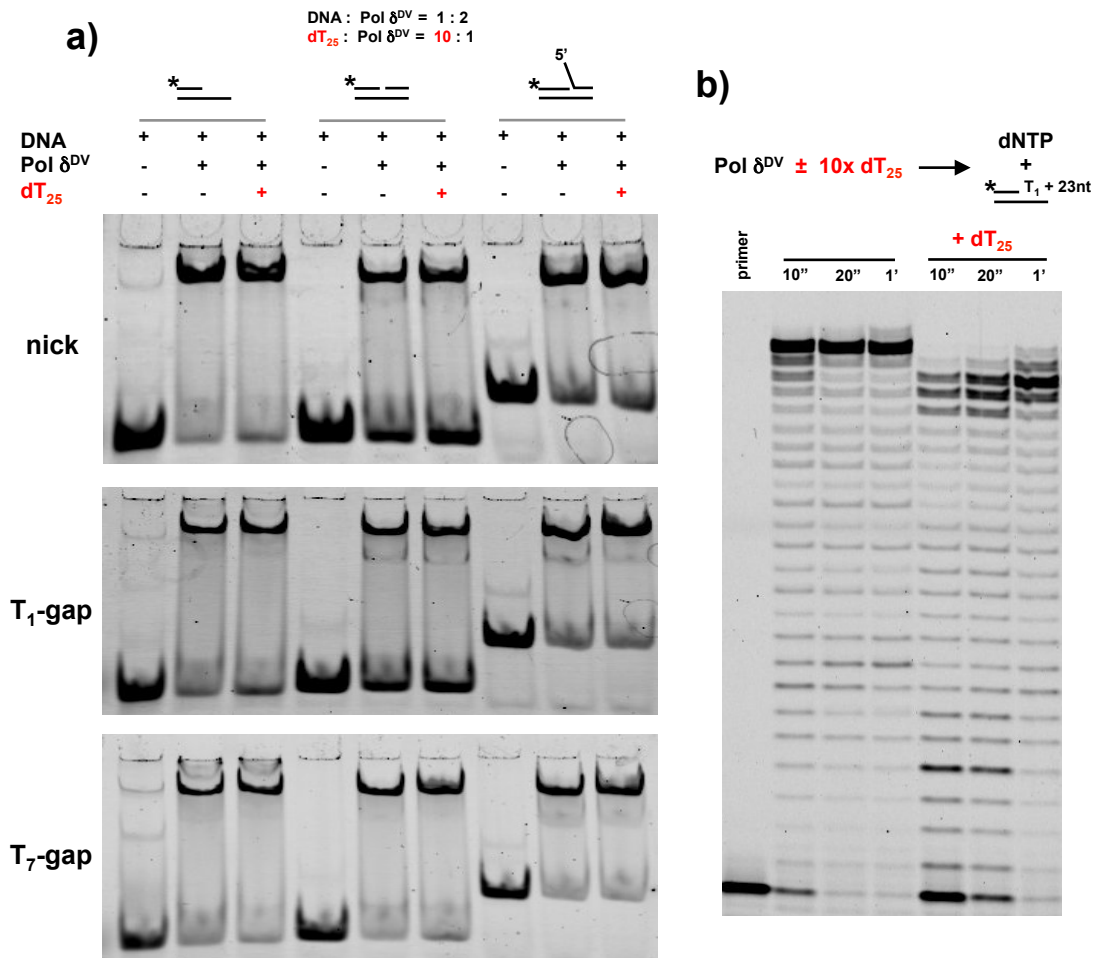 a)
DNA : Pol δᴰⱽ = 1 : 2
dT₂₅ : Pol δᴰⱽ = 10 : 1
* * 5’ *
DNA + + + + + + + + +
Pol δᴰⱽ - + + - + + - + +
dT₂₅ - - + - - + - - +
nick
T₁-gap
T₇-gap
b)
Pol δᴰⱽ ± 10x dT₂₅
dNTP
+
* T₁ + 23nt
+ dT₂₅
primer 10” 20” 1’ 10” 20” 1’